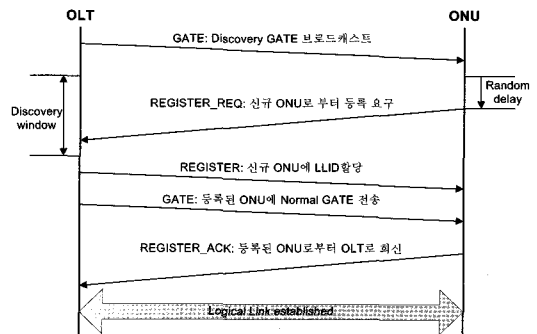 OLT
ONU
GATE: Discovery GATE 브로드캐스트
Random
delay
Discovery
window
REGISTER_REQ: 신규 ONU로 부터 등록 요구
REGISTER: 신규 ONU에 LLID할당
GATE: 등록된 ONU에 Normal GATE 전송
REGISTER_ACK: 등록된 ONU로부터 OLT로 회신
Logical Link established